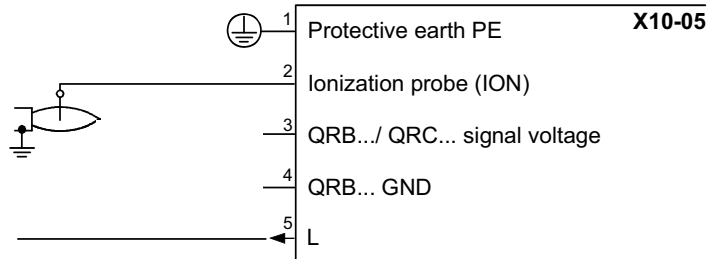 X10-05
1 Protective earth PE
2 Ionization probe (ION)
3 QRB.../ QRC... signal voltage
4 QRB... GND
5 L